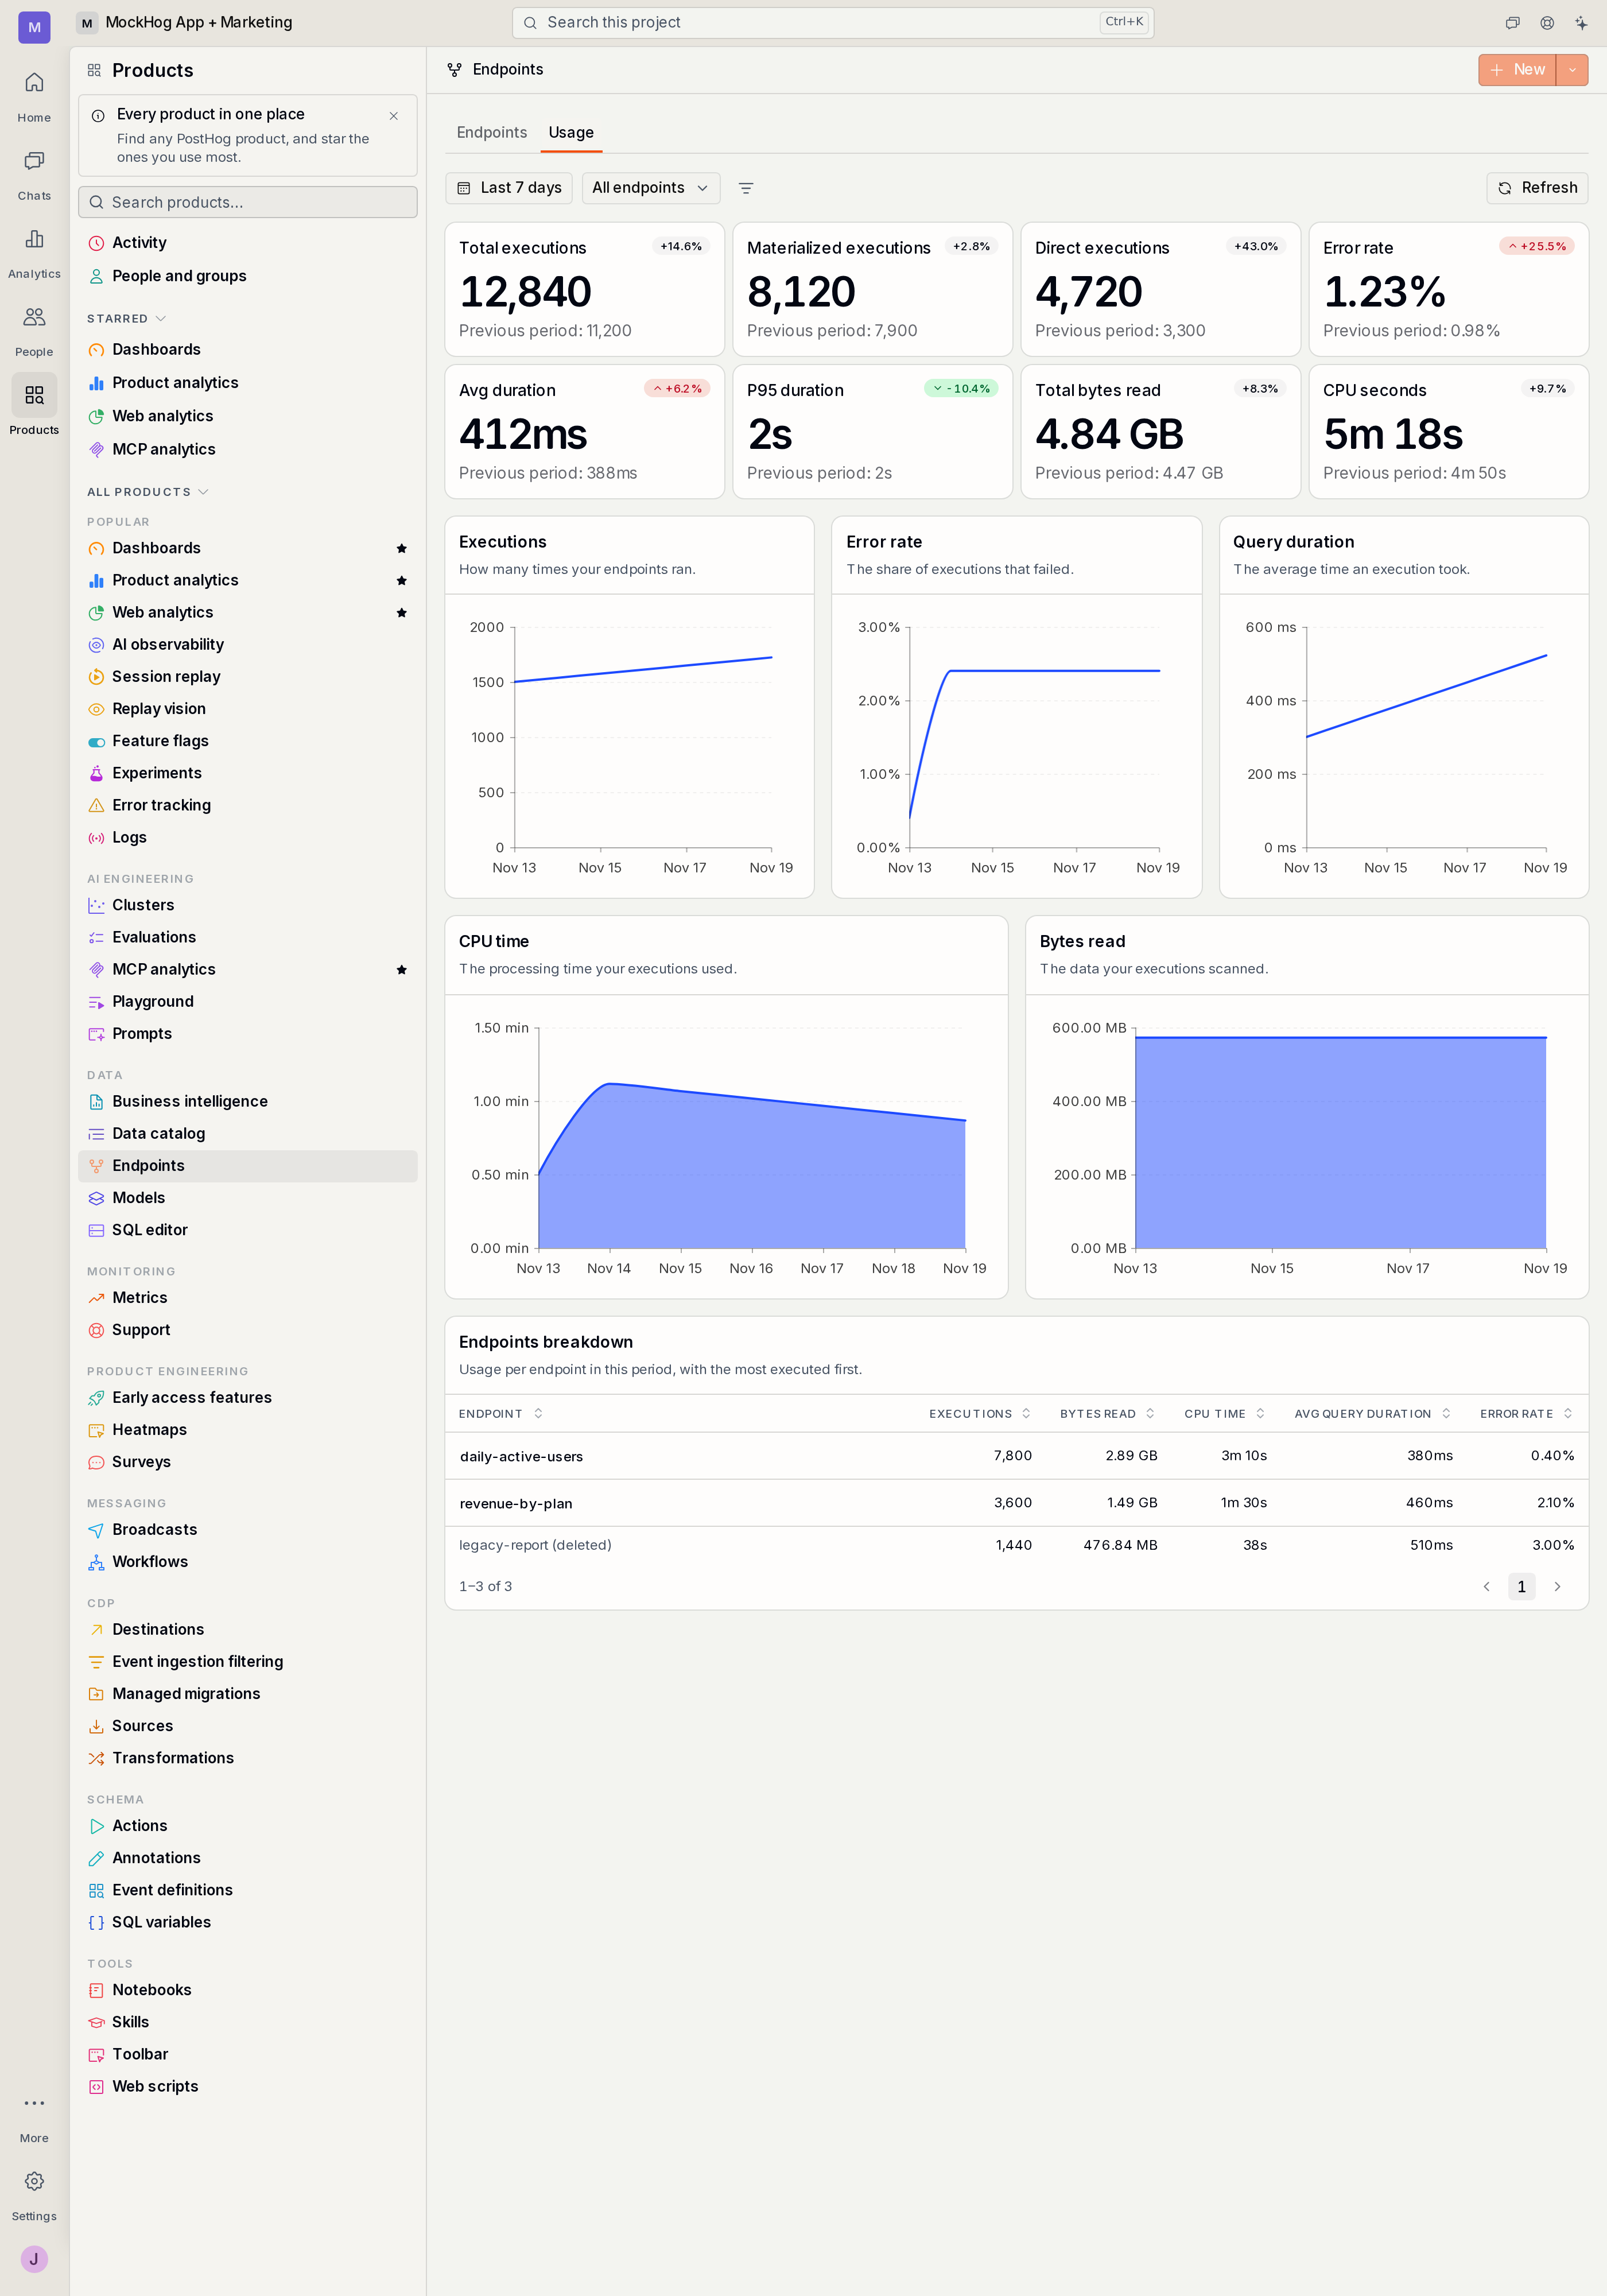 M
M
MockHog App + Marketing
Search this project
Ctrl+K
Home
Chats
Analytics
People
Products
More
Settings
J
Products
Every product in one place
Find any PostHog product, and star the
ones you use most.
Search products...
Activity
People and groups
STARRED
Dashboards
Product analytics
Web analytics
MCP analytics
ALL PRODUCTS
POPULAR
Dashboards
Product analytics
Web analytics
AI observability
Session replay
Replay vision
Feature flags
Experiments
Error tracking
Logs
AI ENGINEERING
Clusters
Evaluations
MCP analytics
Playground
Prompts
DATA
Business intelligence
Data catalog
Endpoints
Models
SQL editor
MONITORING
Metrics
Support
PRODUCT ENGINEERING
Early access features
Heatmaps
Surveys
MESSAGING
Broadcasts
Workflows
CDP
Destinations
Event ingestion filtering
Managed migrations
Sources
Transformations
SCHEMA
Actions
Annotations
Event definitions
SQL variables
TOOLS
Notebooks
Skills
Toolbar
Web scripts
Endpoints
New
Endpoints Usage
Last 7 days All endpoints Refresh
Total executions +14.6%
12,840
Previous period: 11,200
Materialized executions +2.8%
8,120
Previous period: 7,900
Direct executions +43.0%
4,720
Previous period: 3,300
Error rate +25.5%
1.23%
Previous period: 0.98%
Avg duration +6.2%
412ms
Previous period: 388ms
P95 duration -10.4%
2s
Previous period: 2s
Total bytes read +8.3%
4.84 GB
Previous period: 4.47 GB
CPU seconds +9.7%
5m 18s
Previous period: 4m 50s
Executions
How many times your endpoints ran.
2000
1500
1000
500
0
Nov 13 Nov 15 Nov 17 Nov 19
Error rate
The share of executions that failed.
3.00%
2.00%
1.00%
0.00%
Nov 13 Nov 15 Nov 17 Nov 19
Query duration
The average time an execution took.
600 ms
400 ms
200 ms
0 ms
Nov 13 Nov 15 Nov 17 Nov 19
CPU time
The processing time your executions used.
1.50 min
1.00 min
0.50 min
0.00 min
Nov 13 Nov 14 Nov 15 Nov 16 Nov 17 Nov 18 Nov 19
Bytes read
The data your executions scanned.
600.00 MB
400.00 MB
200.00 MB
0.00 MB
Nov 13 Nov 15 Nov 17 Nov 19
Endpoints breakdown
Usage per endpoint in this period, with the most executed first.
ENDPOINT EXECUTIONS BYTES READ CPU TIME AVG QUERY DURATION ERROR RATE
daily-active-users 7,800 2.89 GB 3m 10s 380ms 0.40%
revenue-by-plan 3,600 1.49 GB 1m 30s 460ms 2.10%
legacy-report (deleted) 1,440 476.84 MB 38s 510ms 3.00%
1–3 of 3 1